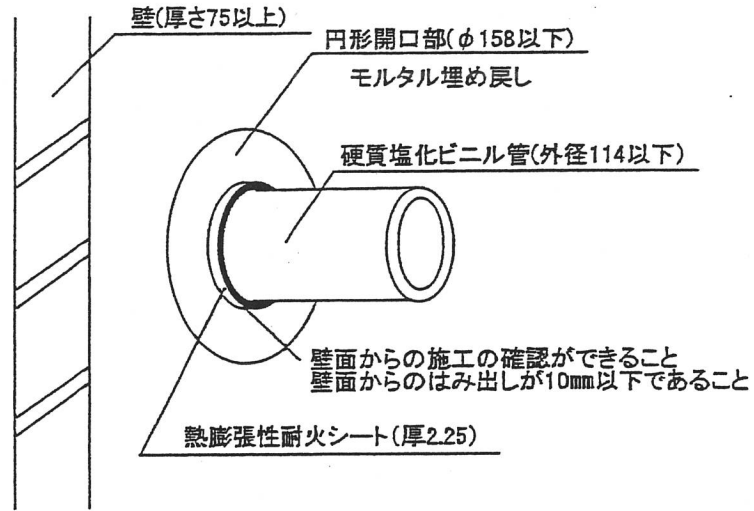 壁(厚さ75以上)
円形開口部(φ158以下)
モルタル埋め戻し
硬質塩化ビニル管(外径114以下)
壁面からの施工の確認ができること
壁面からのはみ出しが10mm以下であること
熱膨張性耐火シート(厚2.25)